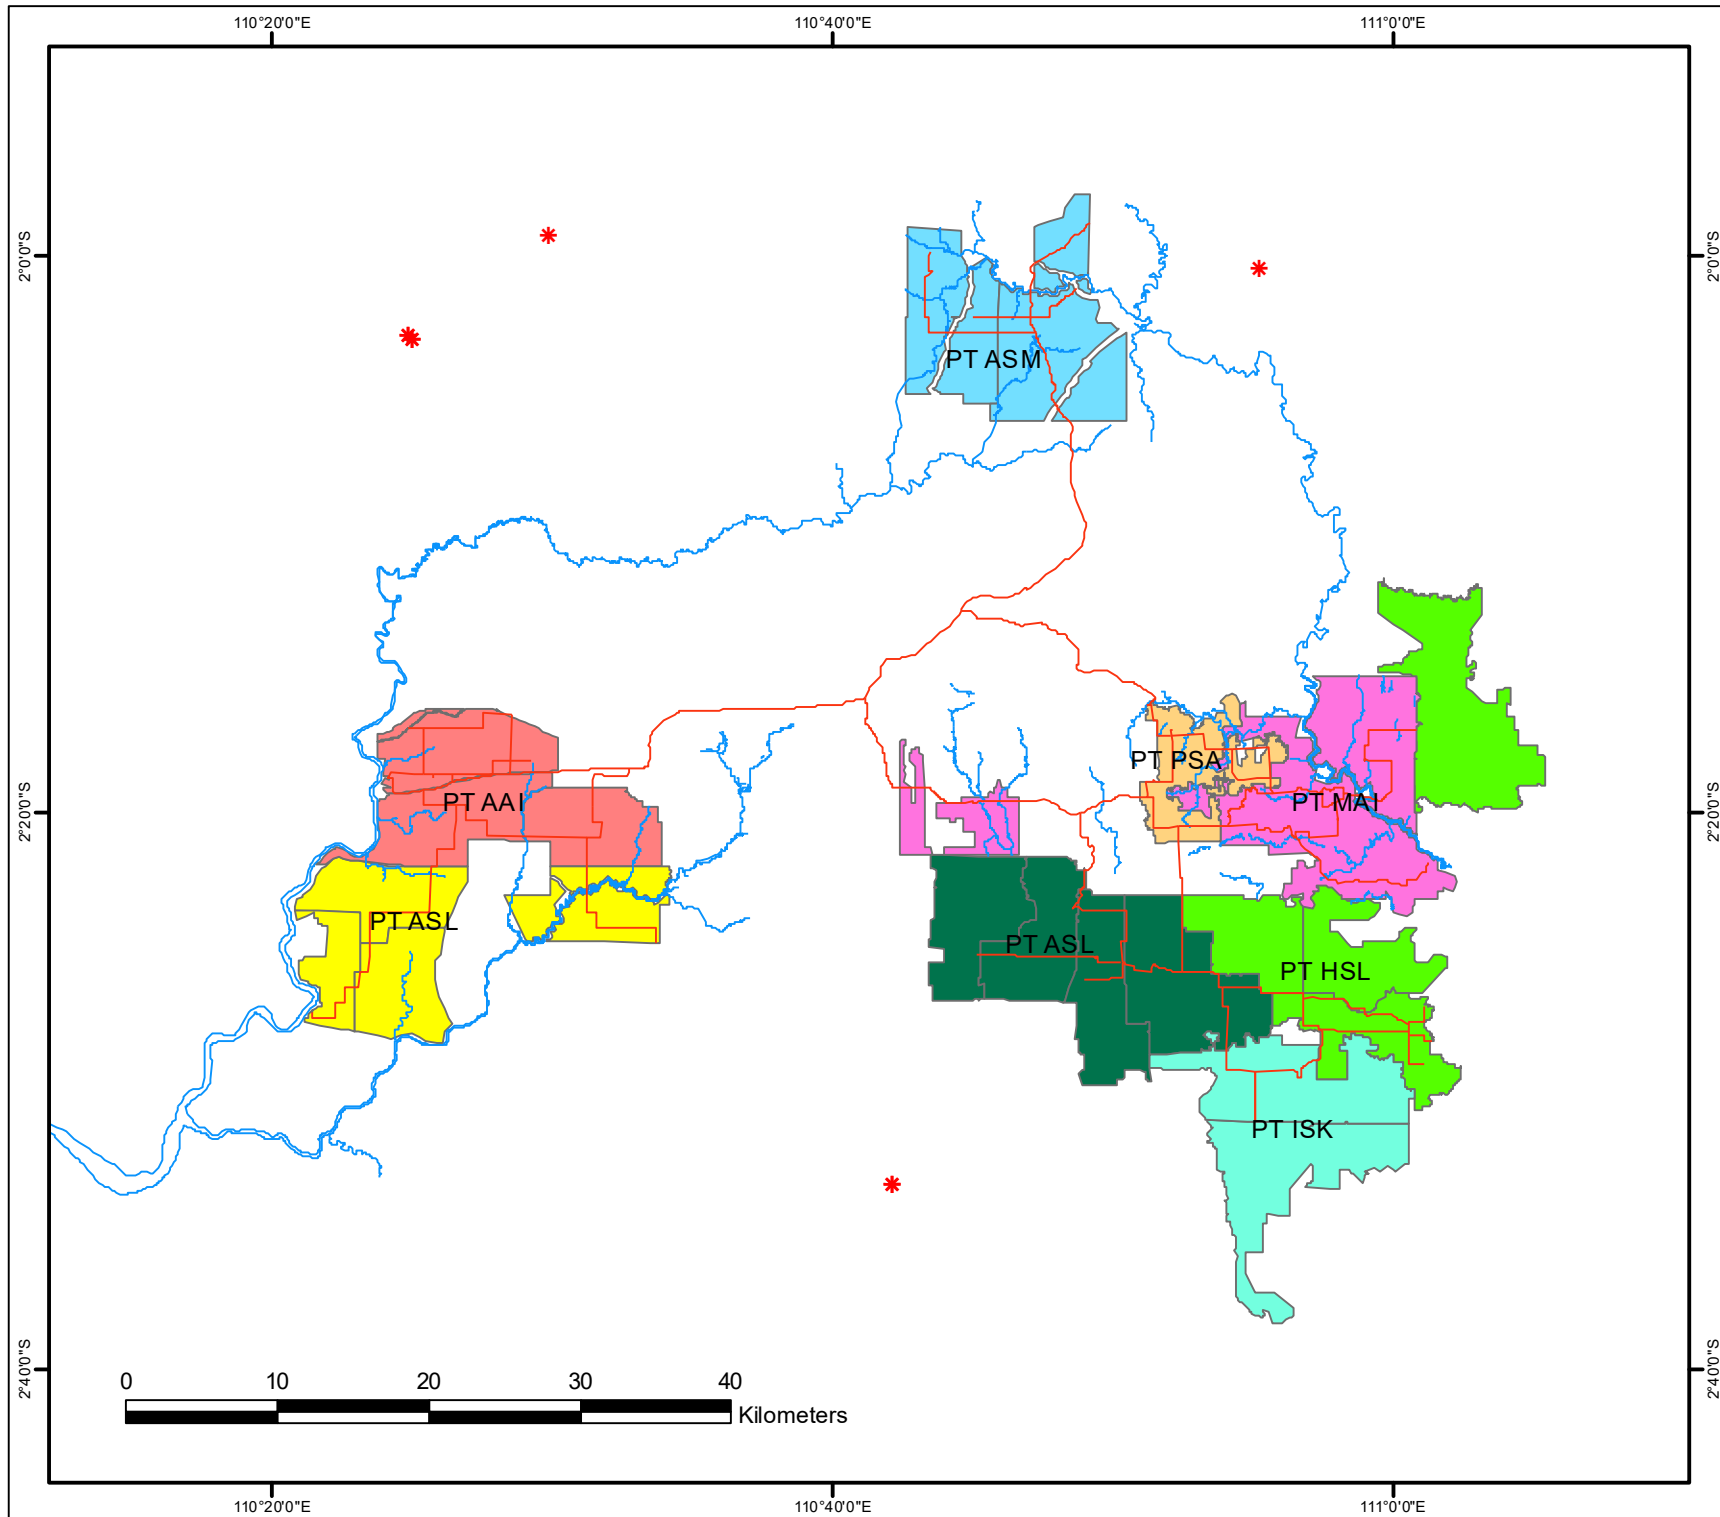 110°20'0"E
110°40'0"E
111°0'0"E
2°0'0"S
2°0'0"S
PT ASM
PT PSA
PT AAI
PT MAI
2°20'0"S
2°20'0"S
PT ASL
PT ASL
PT HSL
PT ISK
2°40'0"S
2°40'0"S
0 10 20 30 40
Kilometers
110°20'0"E
110°40'0"E
111°0'0"E